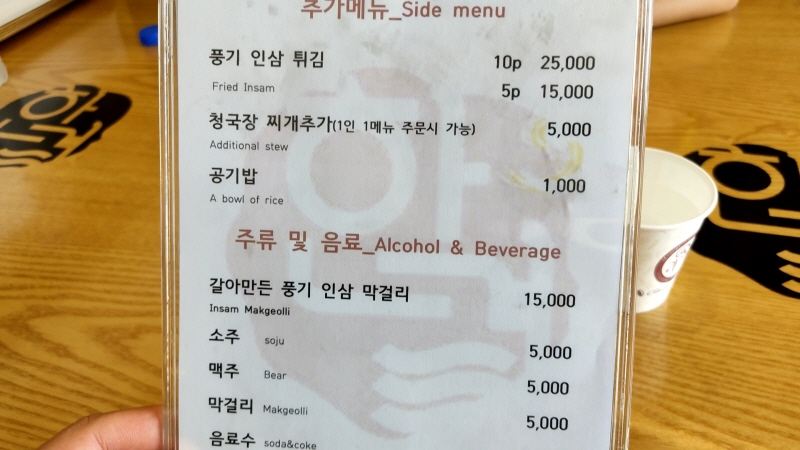 추가메뉴_Side menu
풍기 인삼 튀김 10p 25,000
Fried Insam 5p 15,000
청국장 찌개추가(1인 1메뉴 주문시 가능) 5,000
Additional stew
공기밥 1,000
A bowl of rice
주류 및 음료_Alcohol & Beverage
갈아만든 풍기 인삼 막걸리 15,000
Insam Makgeolli
소주 soju 5,000
맥주 Bear 5,000
막걸리 Makgeolli 5,000
음료수 soda&coke